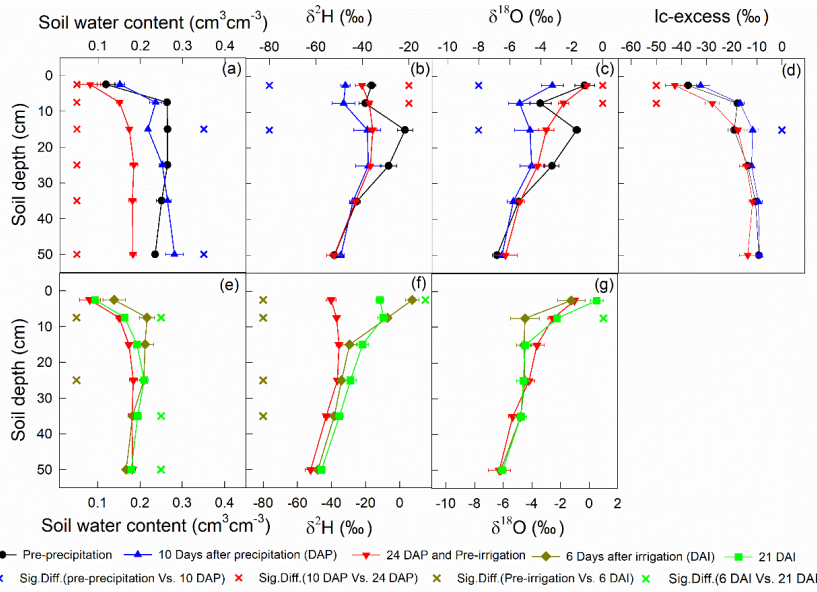 Soil water content (cm³cm⁻³) δ²H (‰) δ¹⁸O (‰) lc-excess (‰)
0.1 0.2 0.3 0.4 -80 -60 -40 -20 -10 -8 -6 -4 -2 0 -50 -40 -30 -20 -10 0
(a) (b) (c) (d)
Soil depth (cm)
0
10
20
30
40
50
(e) (f) (g)
Soil depth (cm)
0
10
20
30
40
50
0.1 0.2 0.3 0.4 -80 -60 -40 -20 0 -10 -8 -6 -4 -2 0 2
Soil water content (cm³cm⁻³) δ²H (‰) δ¹⁸O (‰)
Pre-precipitation 10 Days after precipitation (DAP) 24 DAP and Pre-irrigation 6 Days after irrigation (DAI) 21 DAI
Sig.Diff.(pre-precipitation Vs. 10 DAP) Sig.Diff.(10 DAP Vs. 24 DAP) Sig.Diff.(Pre-irrigation Vs. 6 DAI) Sig.Diff.(6 DAI Vs. 21 DAI)